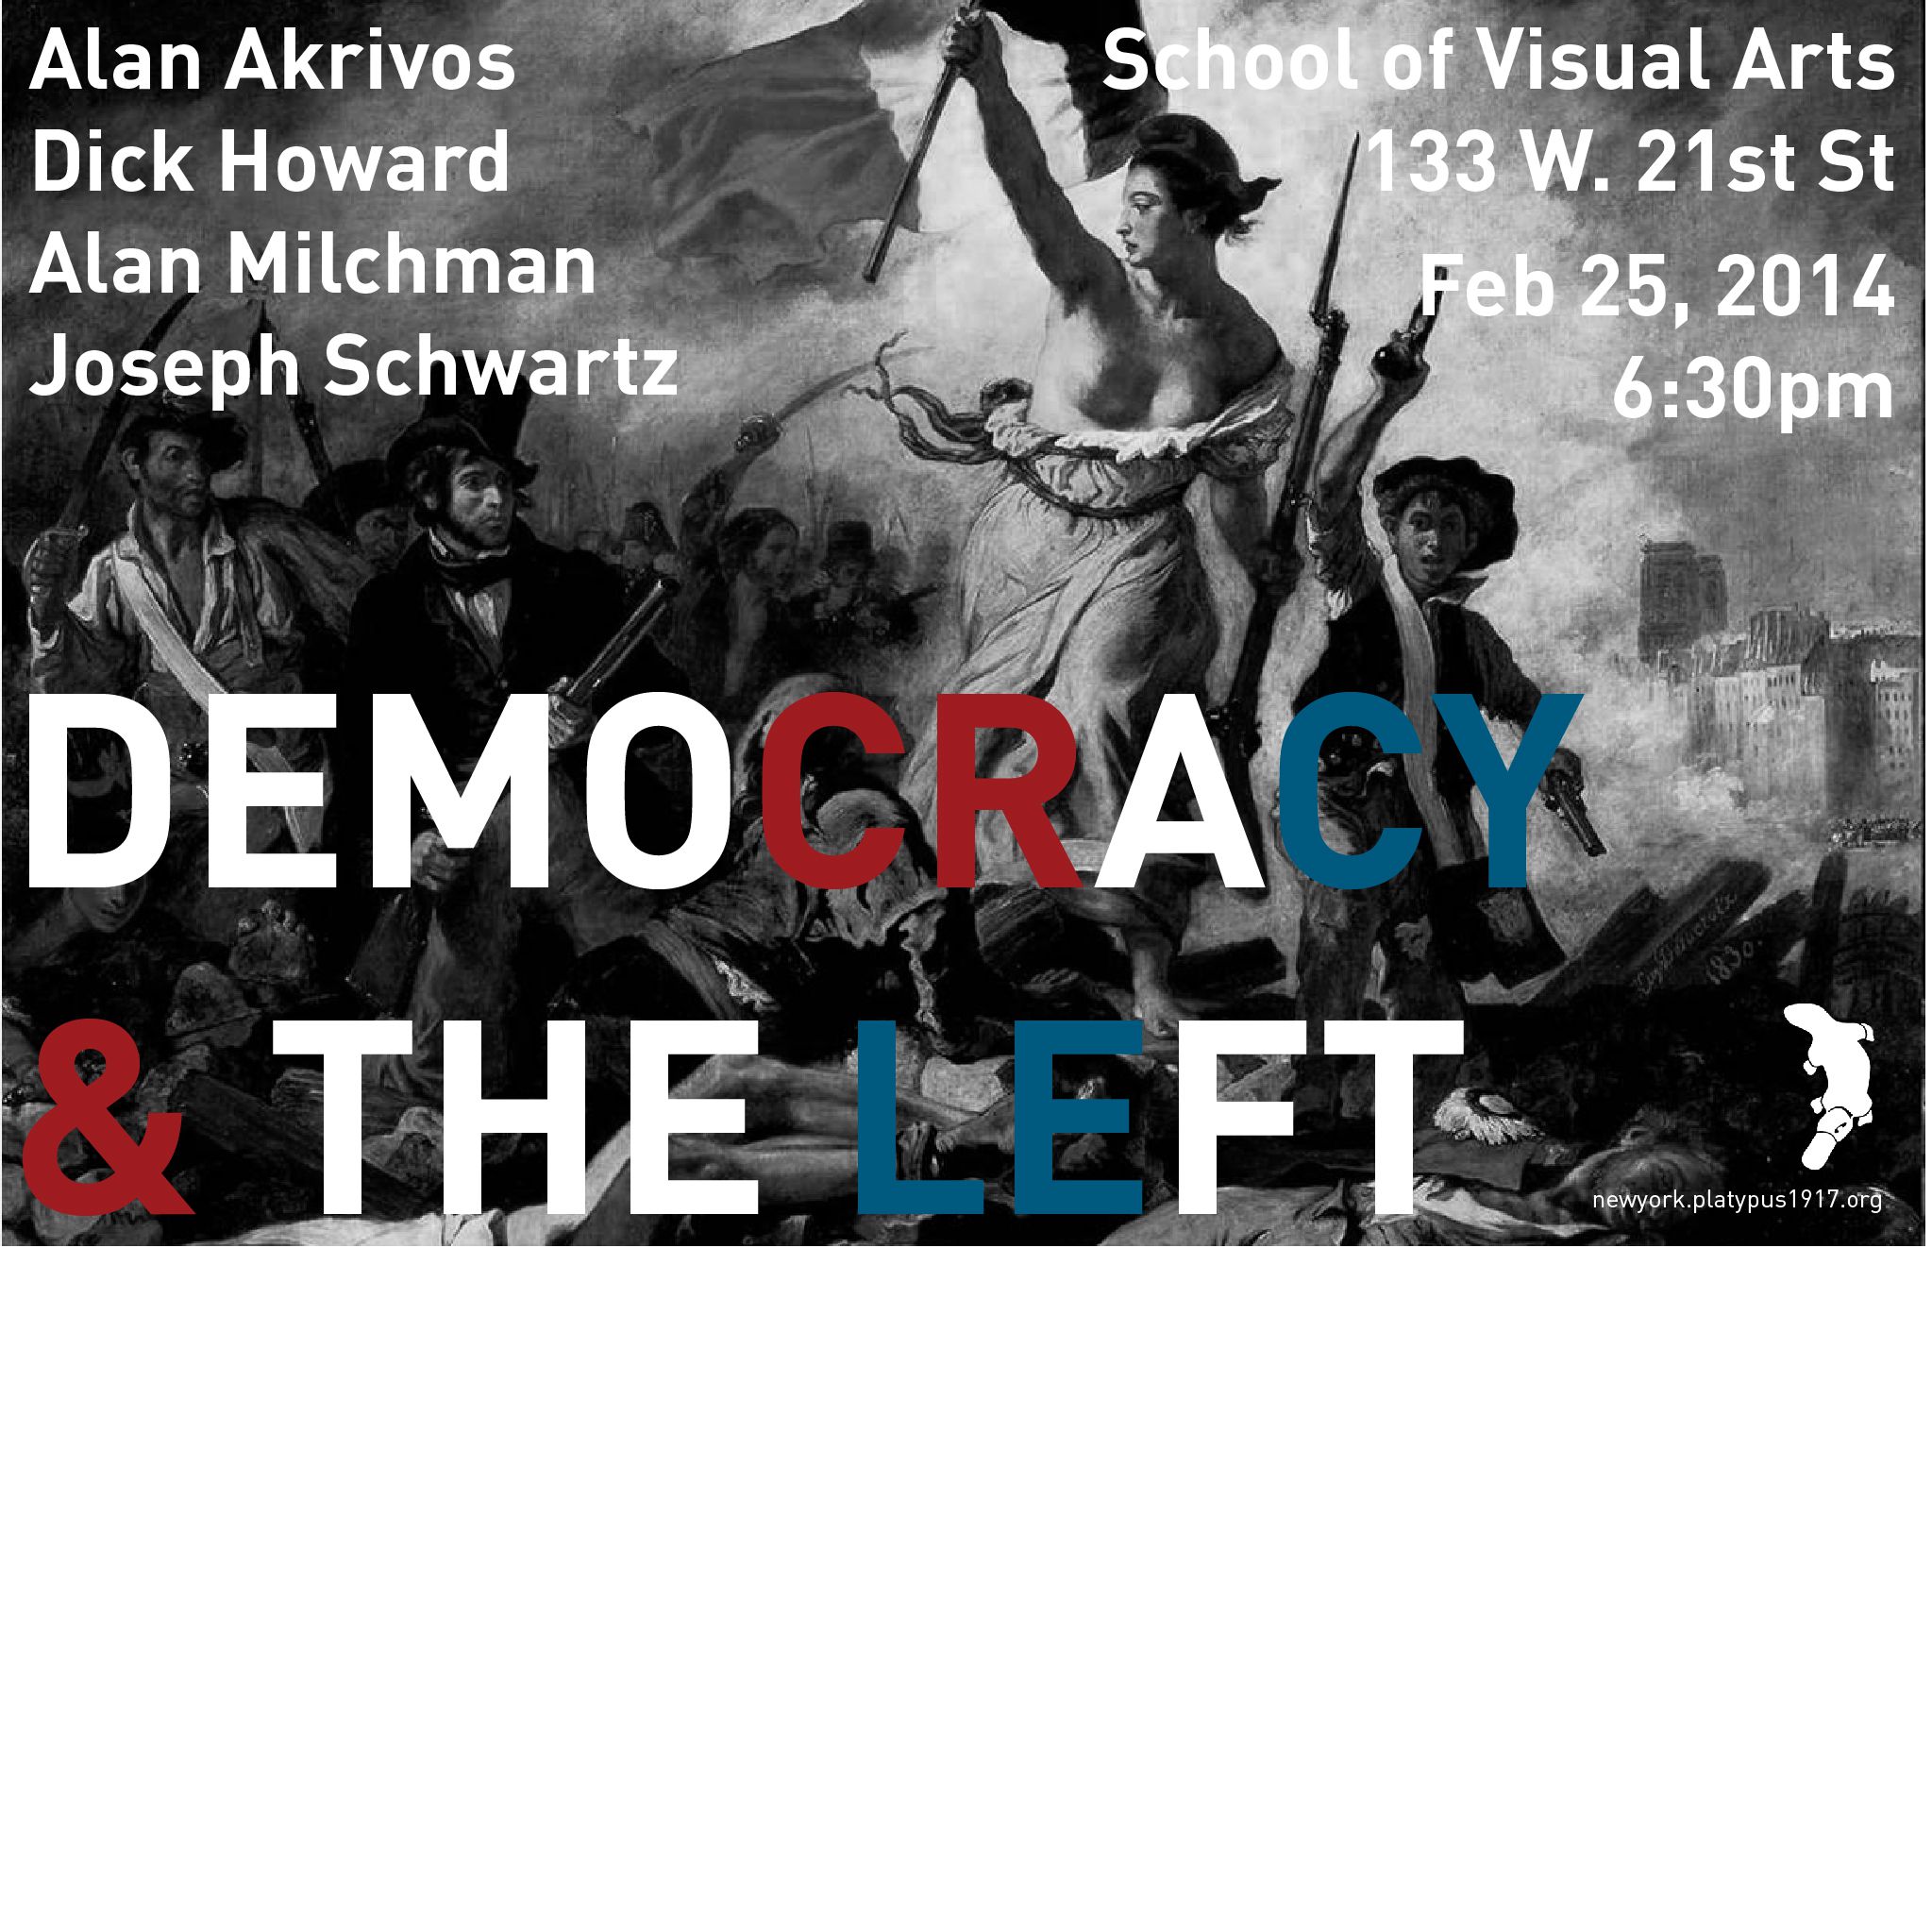 Alan Akrivos
Dick Howard
Alan Milchman
Joseph Schwartz
School of Visual Arts
133 W. 21st St
Feb 25, 2014
6:30pm
DEMOCRACY
& THE LEFT
1830.
newyork.platypus1917.org